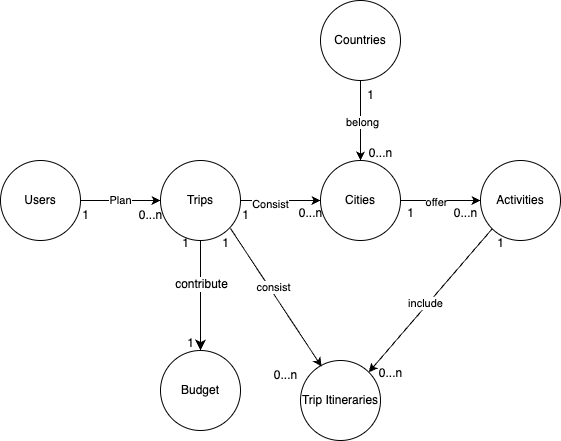 Countries
1
belong
0...n
Users
1
Plan
0...n
Trips
1
Consist
0...n
Cities
1
offer
0...n
Activities
1
1
1
contribute
consist
include
1
0...n
0...n
Budget
Trip Itineraries